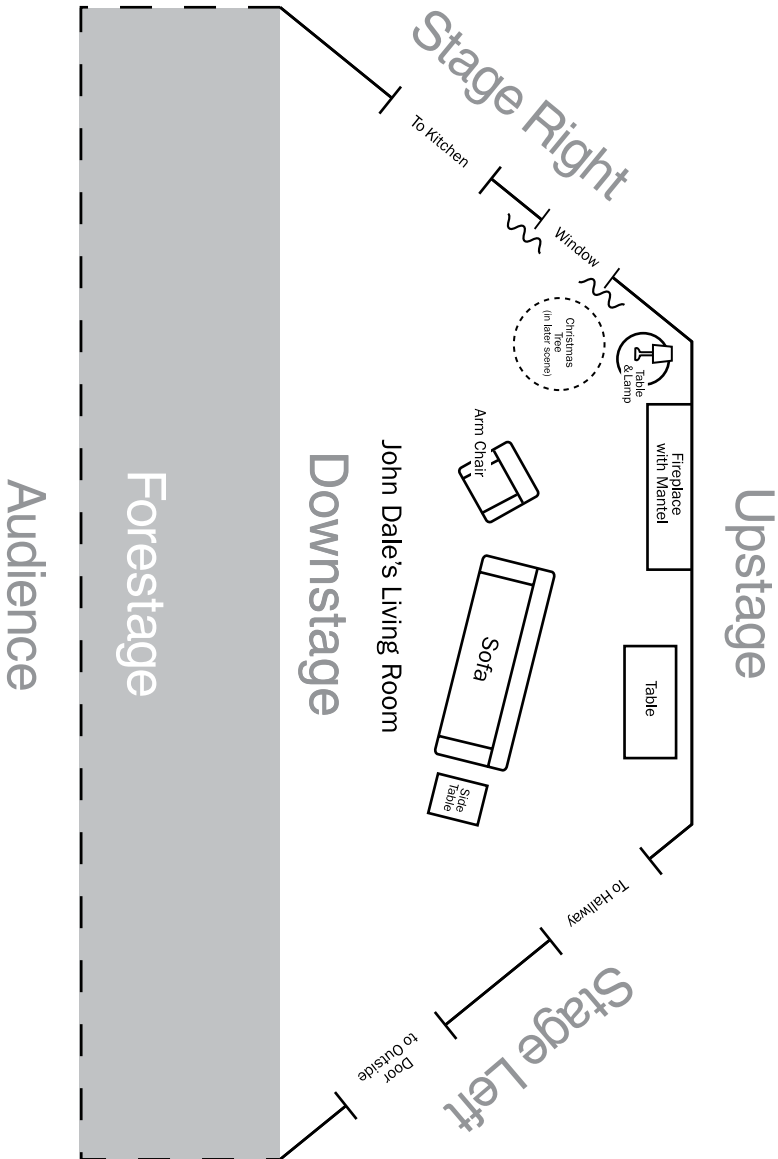 Upstage
Stage Right
To Kitchen
Window
Christmas
Tree
(in later scene)
Table
& Lamp
Fireplace
with Mantel
Table
Arm Chair
Sofa
Side
Table
To Hallway
Stage Left
Door
to Outside
John Dale’s Living Room
Downstage
Forestage
Audience